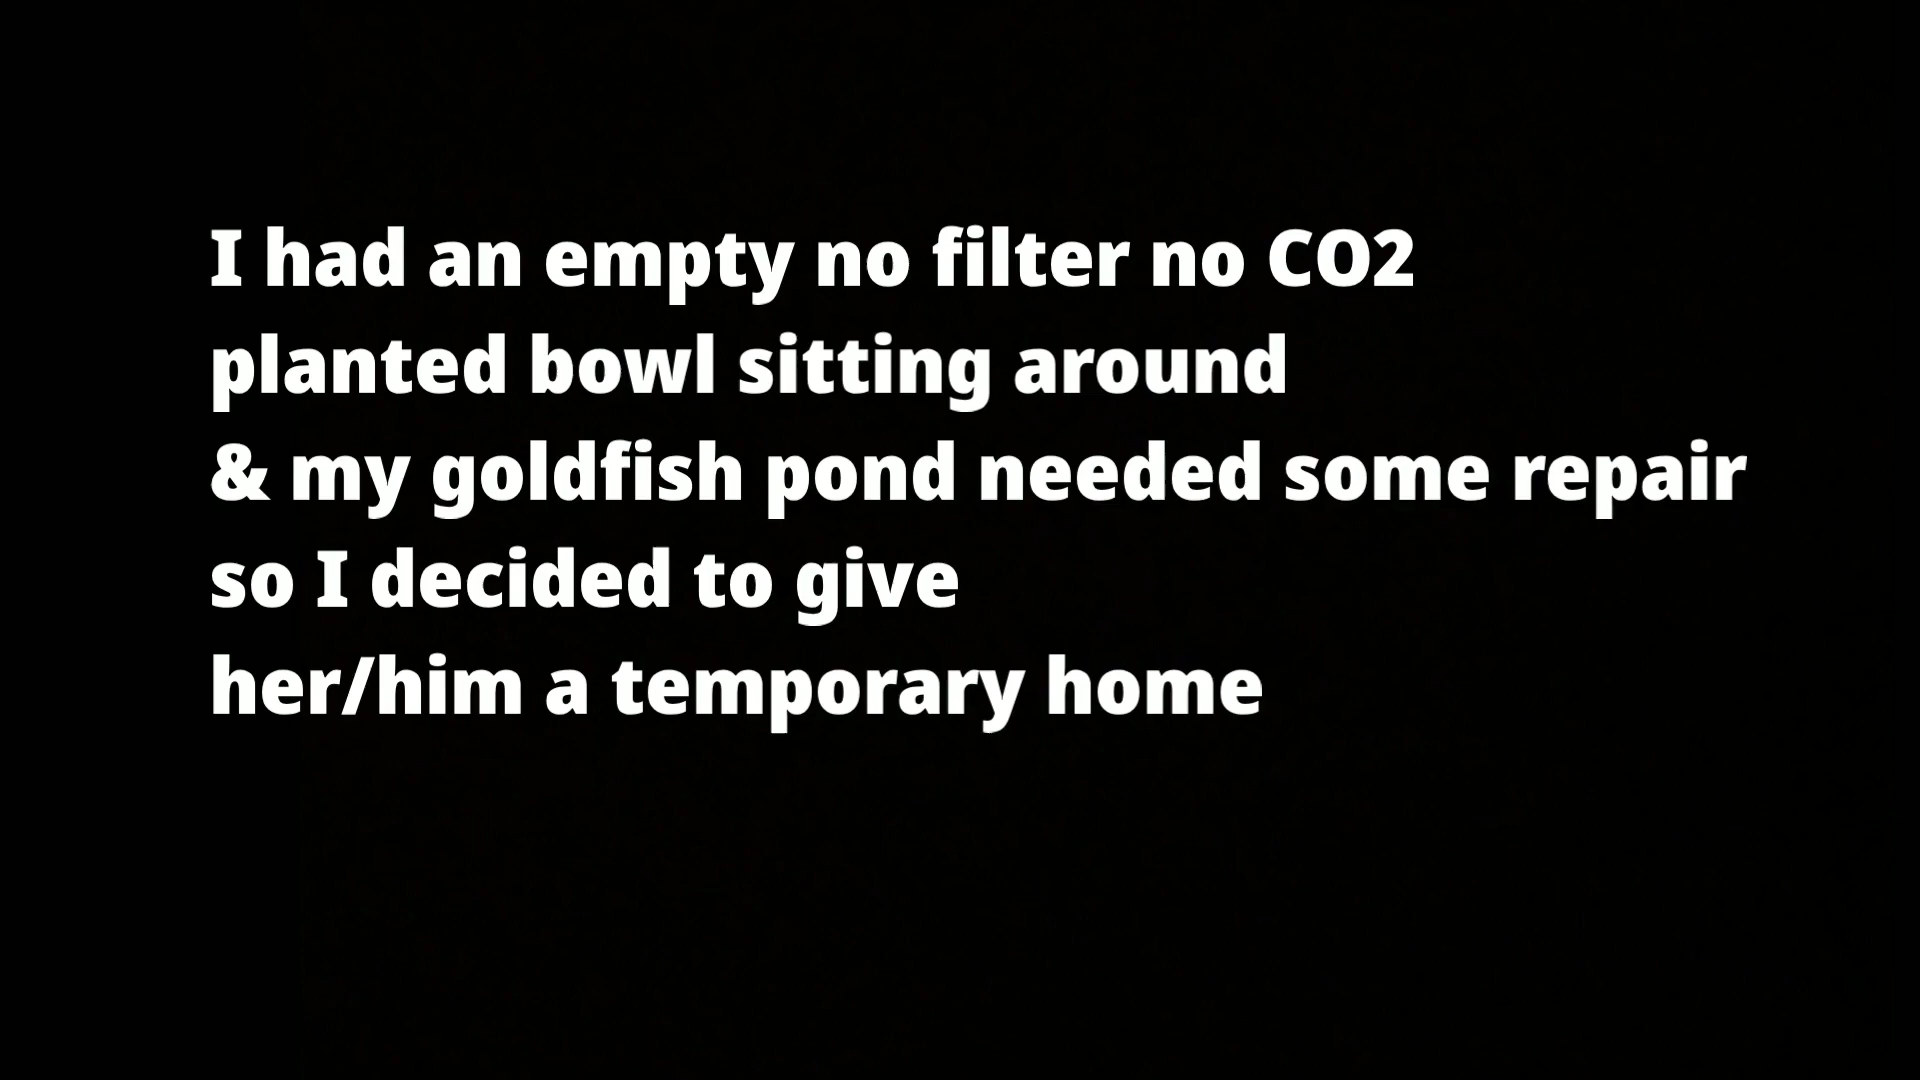 I had an empty no filter no CO2
planted bowl sitting around
& my goldfish pond needed some repair
so I decided to give
her/him a temporary home